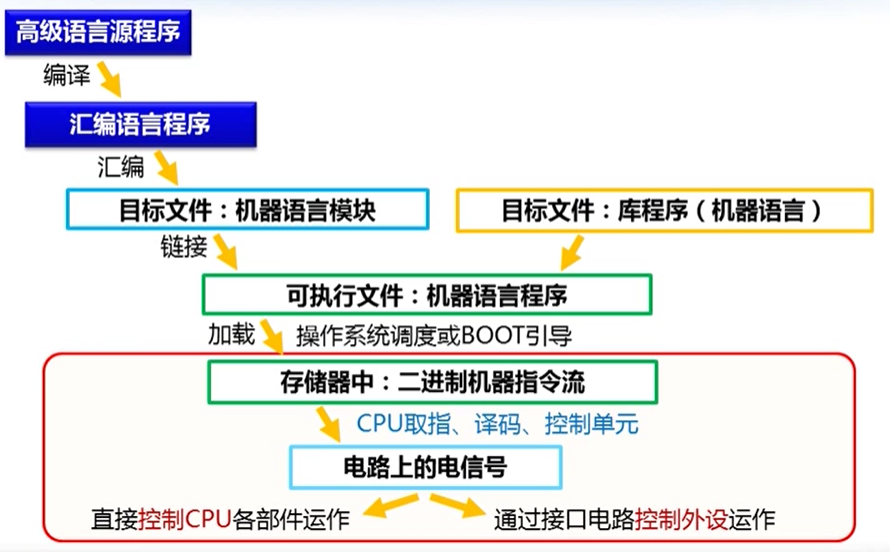 高级语言源程序
编译
汇编语言程序
汇编
目标文件：机器语言模块
目标文件：库程序（机器语言）
链接
可执行文件：机器语言程序
加载
操作系统调度或BOOT引导
存储器中：二进制机器指令流
CPU取指、译码、控制单元
电路上的电信号
直接控制CPU各部件运作
通过接口电路控制外设运作